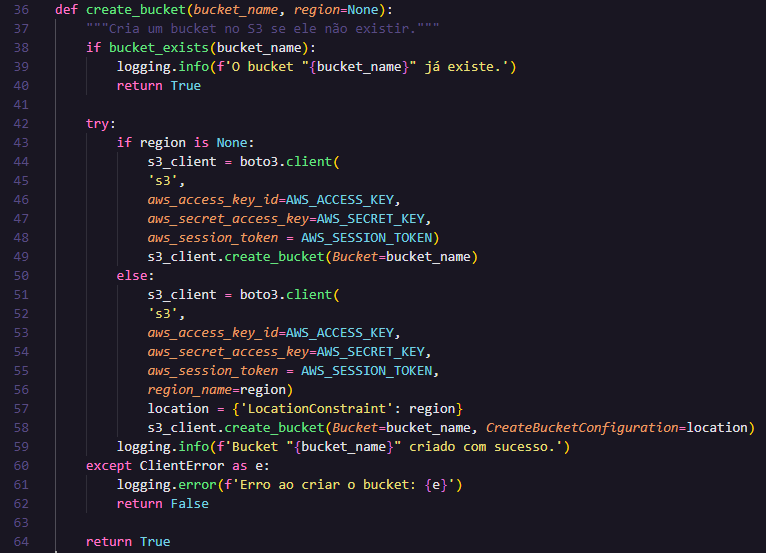 36 def create_bucket(bucket_name, region=None):
37     """Cria um bucket no S3 se ele não existir."""
38     if bucket_exists(bucket_name):
39         logging.info(f'O bucket "{bucket_name}" já existe.')
40         return True
41
42     try:
43         if region is None:
44             s3_client = boto3.client(
45             's3',
46             aws_access_key_id=AWS_ACCESS_KEY,
47             aws_secret_access_key=AWS_SECRET_KEY,
48             aws_session_token = AWS_SESSION_TOKEN)
49             s3_client.create_bucket(Bucket=bucket_name)
50         else:
51             s3_client = boto3.client(
52             's3',
53             aws_access_key_id=AWS_ACCESS_KEY,
54             aws_secret_access_key=AWS_SECRET_KEY,
55             aws_session_token = AWS_SESSION_TOKEN,
56             region_name=region)
57             location = {'LocationConstraint': region}
58             s3_client.create_bucket(Bucket=bucket_name, CreateBucketConfiguration=location)
59         logging.info(f'Bucket "{bucket_name}" criado com sucesso.')
60     except ClientError as e:
61         logging.error(f'Erro ao criar o bucket: {e}')
62         return False
63
64     return True